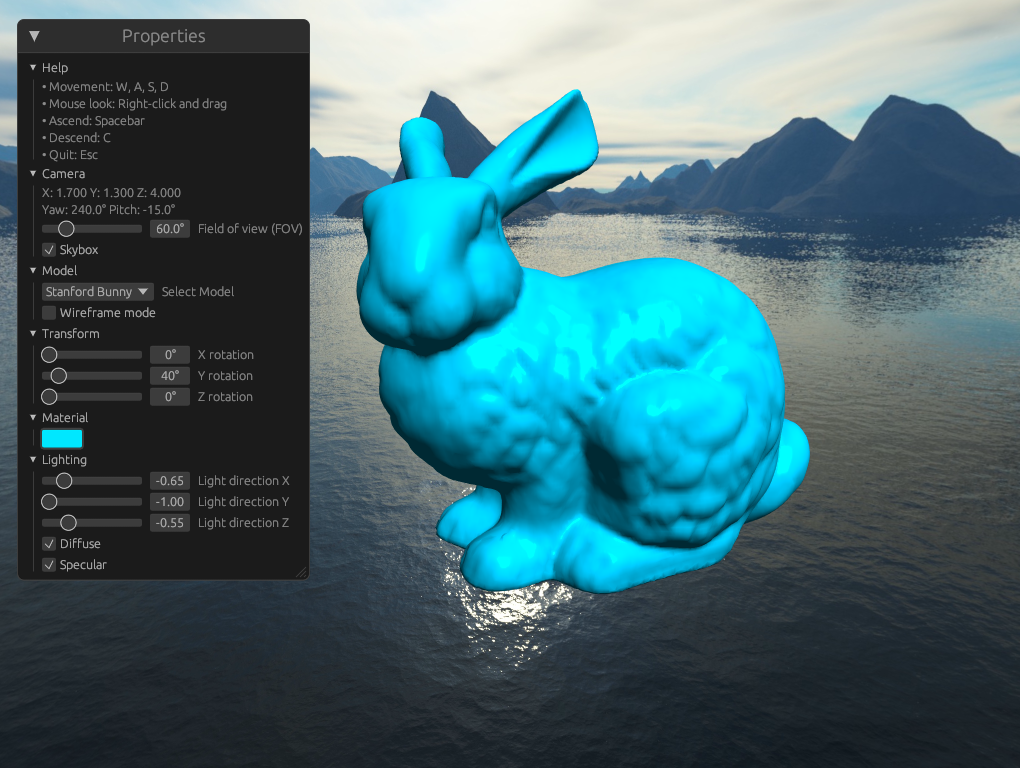 Properties
Help
• Movement: W, A, S, D
• Mouse look: Right-click and drag
• Ascend: Spacebar
• Descend: C
• Quit: Esc
Camera
X: 1.700 Y: 1.300 Z: 4.000
Yaw: 240.0° Pitch: -15.0°
60.0° Field of view (FOV)
Skybox
Model
Stanford Bunny Select Model
Wireframe mode
Transform
0° X rotation
40° Y rotation
0° Z rotation
Material
Lighting
-0.65 Light direction X
-1.00 Light direction Y
-0.55 Light direction Z
Diffuse
Specular